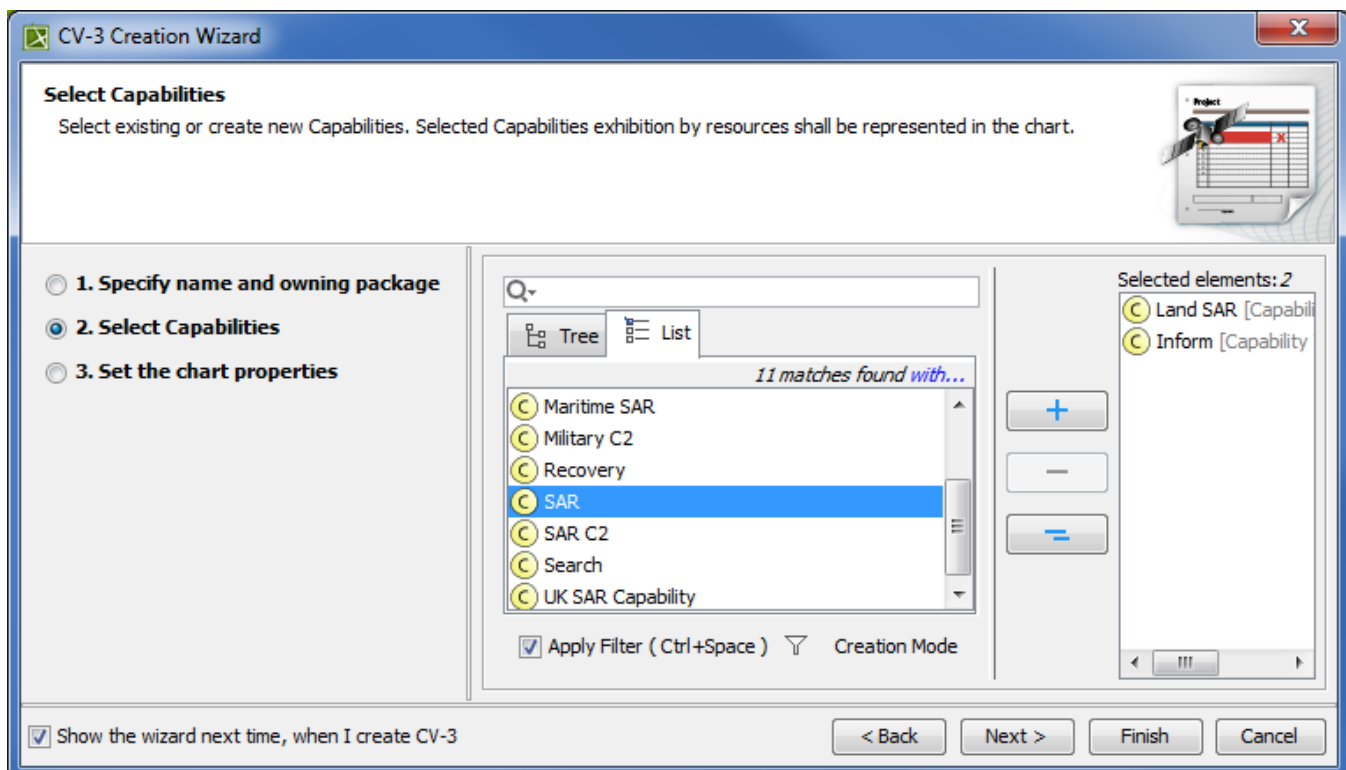 CV-3 Creation Wizard
Select Capabilities
Select existing or create new Capabilities. Selected Capabilities exhibition by resources shall be represented in the chart.
Project
1. Specify name and owning package
2. Select Capabilities
3. Set the chart properties
Tree
List
11 matches found with...
Maritime SAR
Military C2
Recovery
SAR
SAR C2
Search
UK SAR Capability
Apply Filter ( Ctrl+Space )
Creation Mode
Selected elements: 2
Land SAR [Capabili
Inform [Capability
Show the wizard next time, when I create CV-3
< Back
Next >
Finish
Cancel